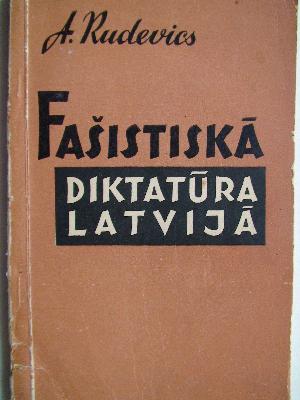 A. Rudevics
FAŠISTISKĀ
DIKTATŪRA
LATVIJĀ